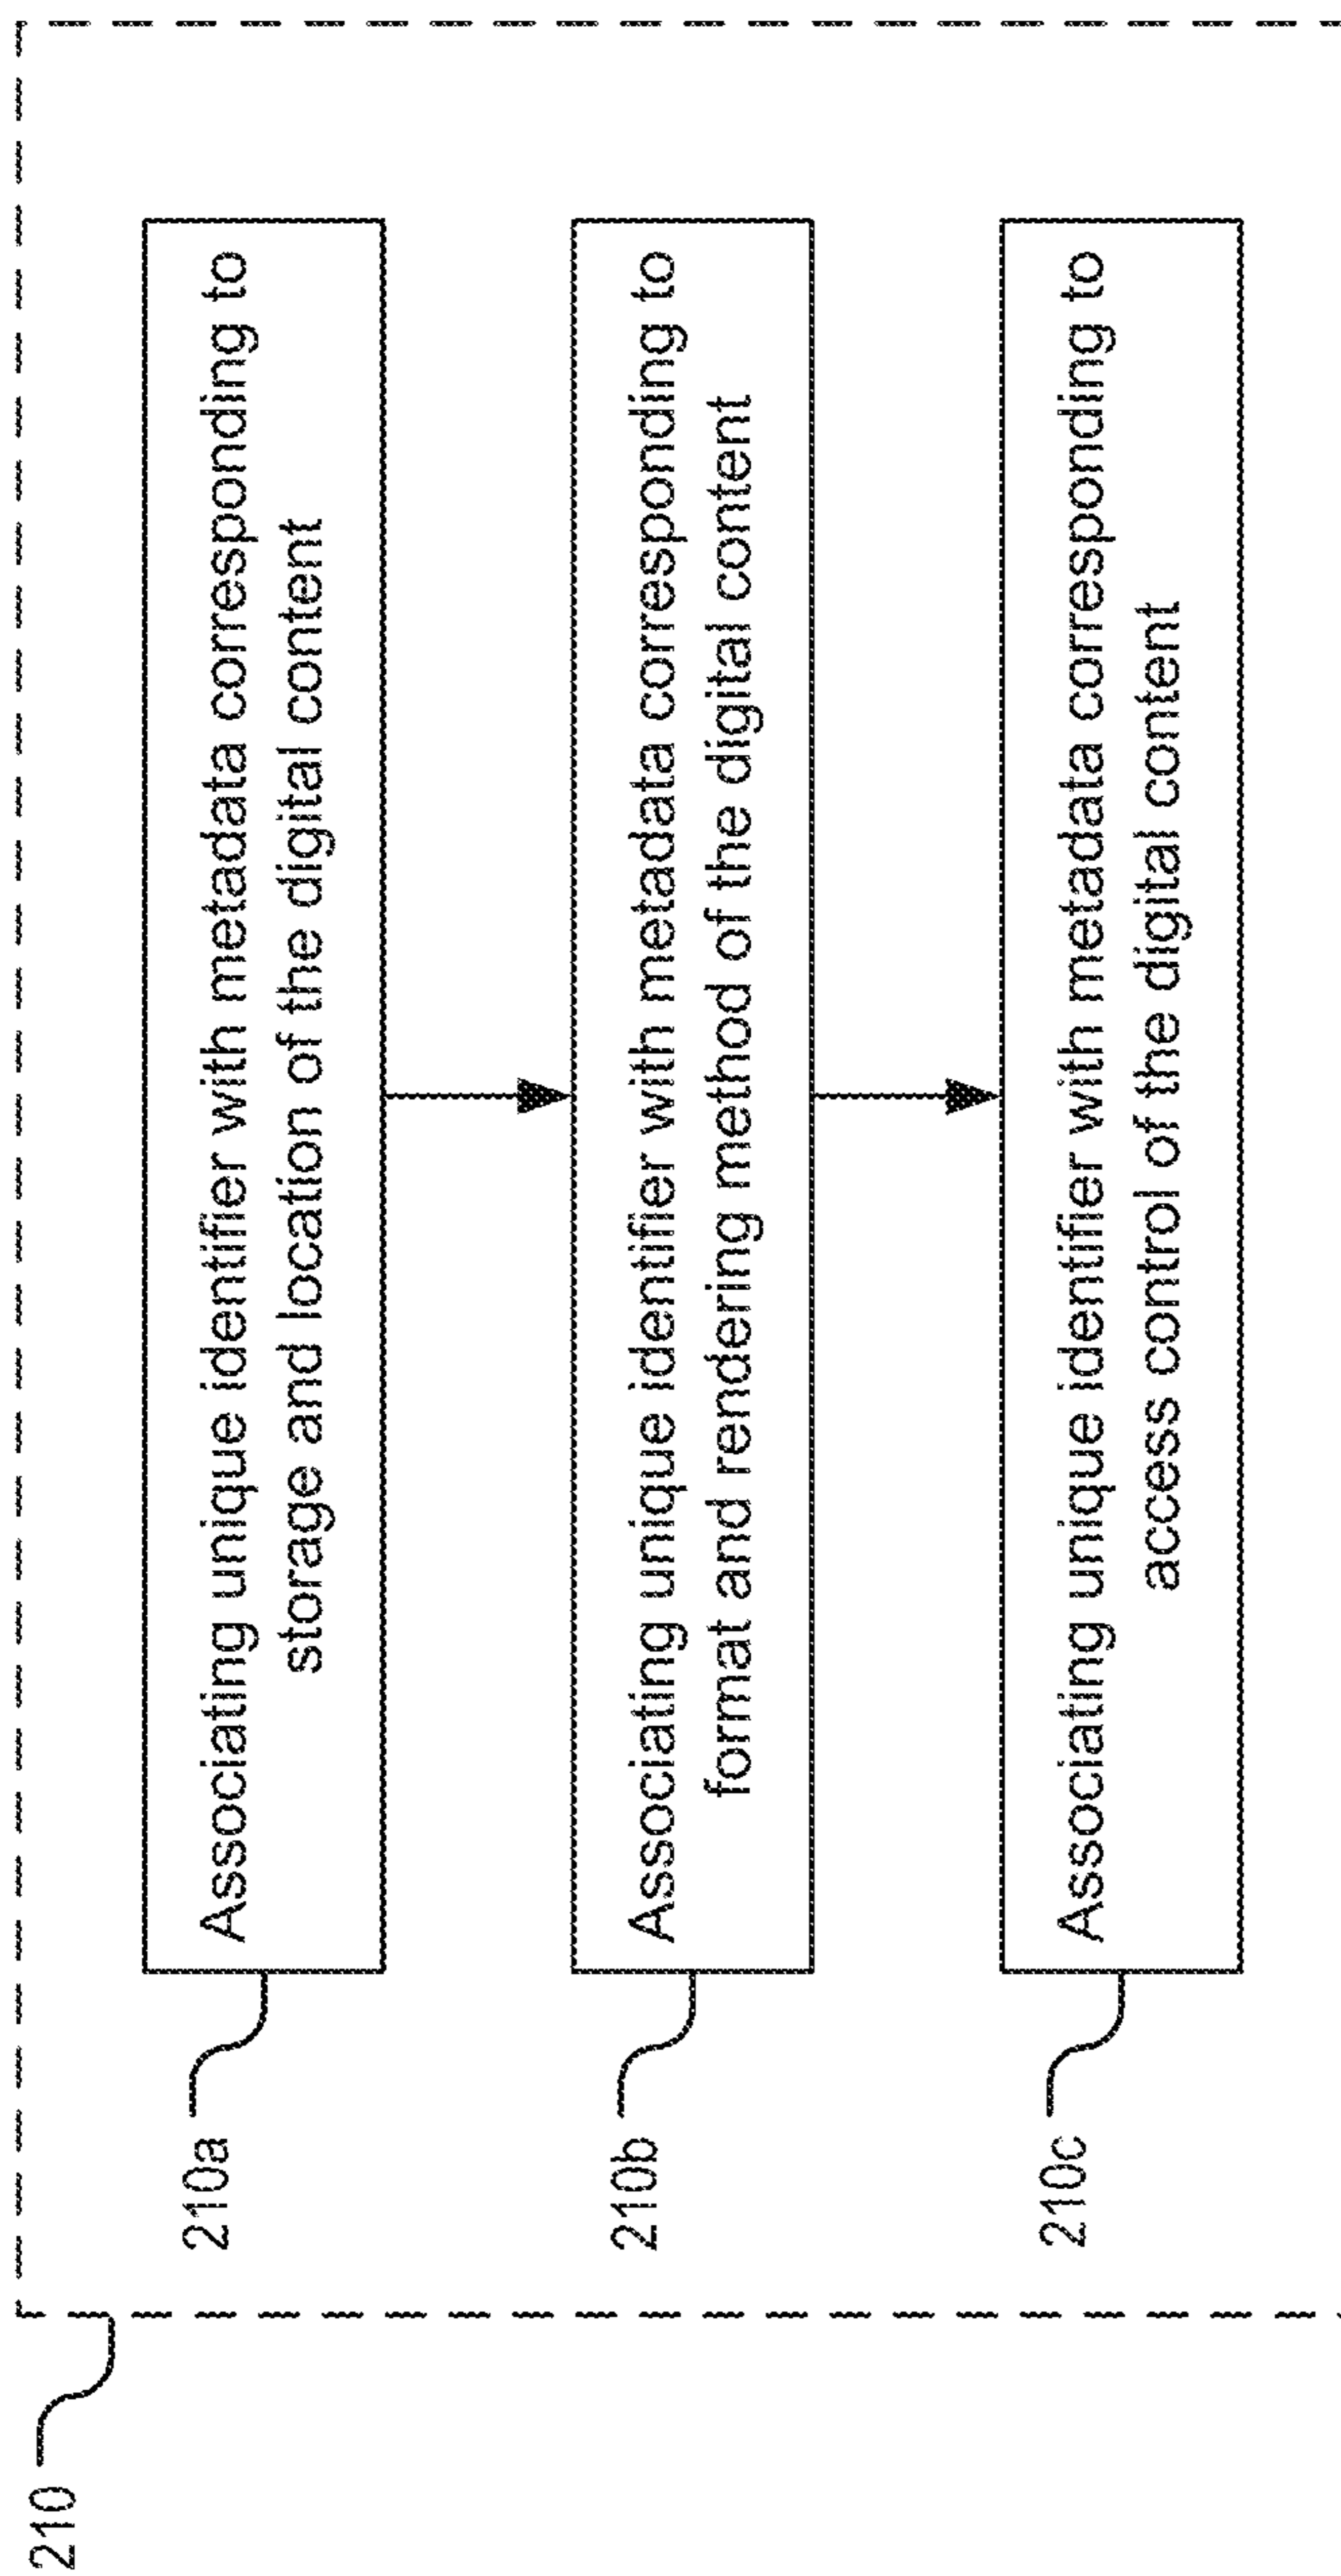 210
210a
Associating unique identifier with metadata corresponding to
storage and location of the digital content
210b
Associating unique identifier with metadata corresponding to
format and rendering method of the digital content
210c
Associating unique identifier with metadata corresponding to
access control of the digital content